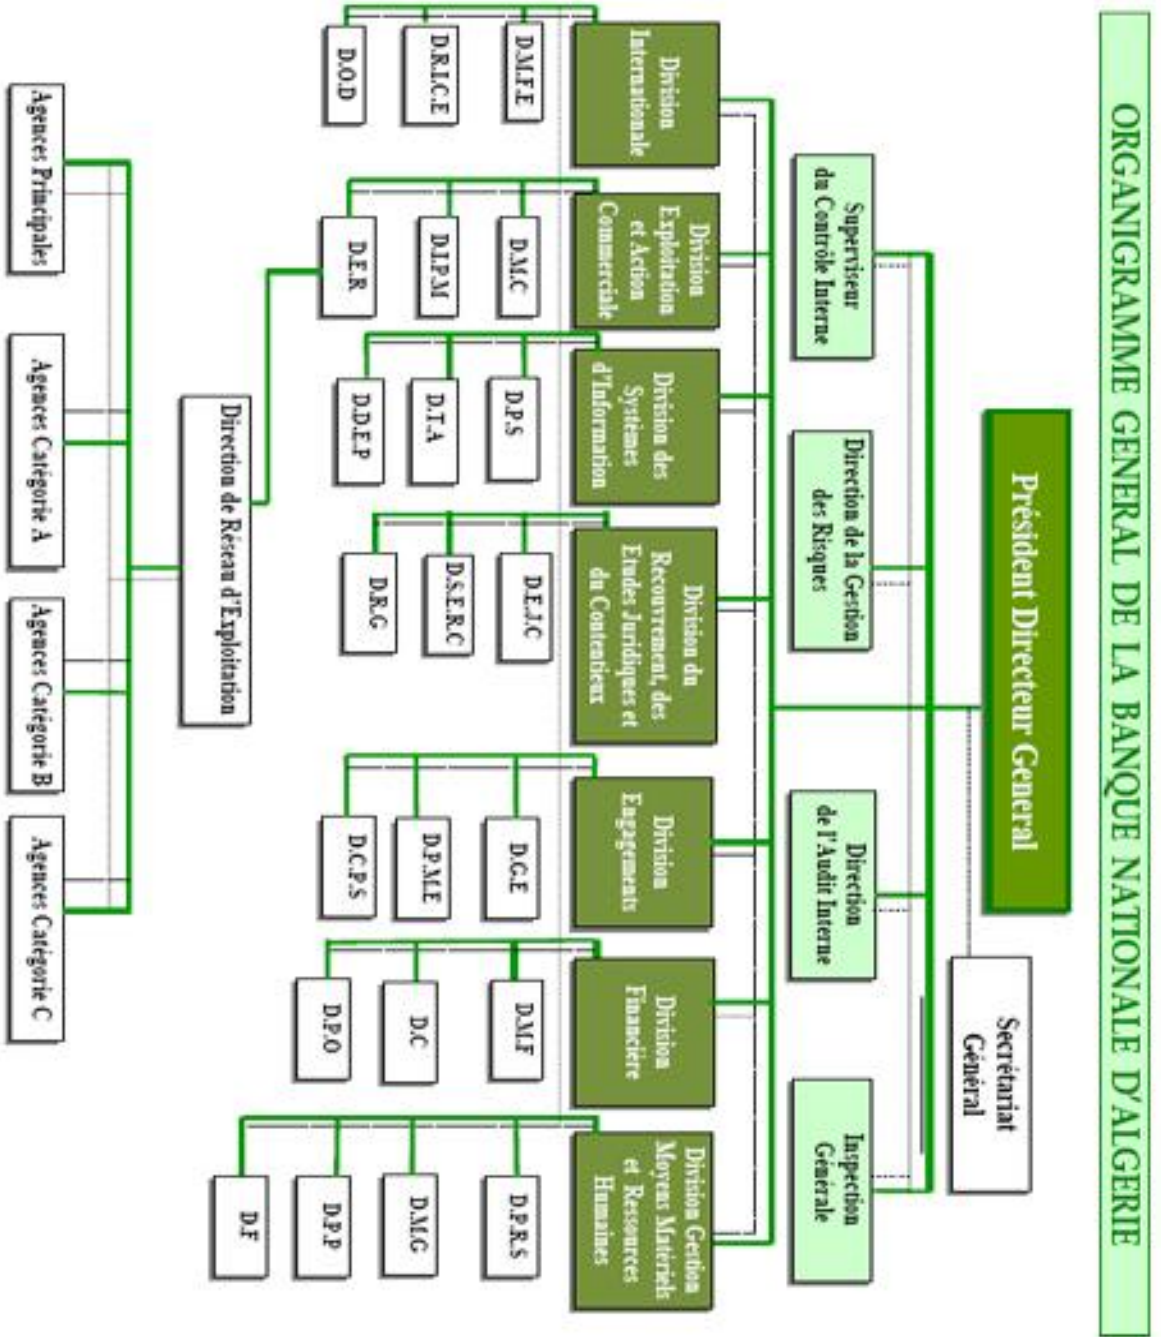 ORGANIGRAMME GENERAL DE LA BANQUE NATIONALE D'ALGERIE
Président Directeur General
Secrétariat
Général
Superviseur
du Contrôle Interne
Direction de la Gestion
des Risques
Direction
de l'Audit Interne
Inspection
Générale
Division
Internationale
Division
Exploitation
et Action
Commerciale
Division des
Systèmes
d'Information
Division du
Recouvrement, des
Etudes Juridiques et
du Contentieux
Division
Engagements
Division
Financière
Division Gestion
Moyens Matériels
et Ressources
Humaines
D.M.F.E
D.R.I.C.E
D.O.D
D.M.C
D.I.P.M
D.E.R
D.P.S
D.T.A
D.D.E.P
D.E.J.C
D.S.E.R.C
D.R.G
D.G.E
D.P.M.E
D.C.P.S
D.M.F
D.C
D.P.O
D.P.R.S
D.M.G
D.P.P
D.F
Direction de Réseau d'Exploitation
Agences Principales
Agences Catégorie A
Agences Catégorie B
Agences Catégorie C